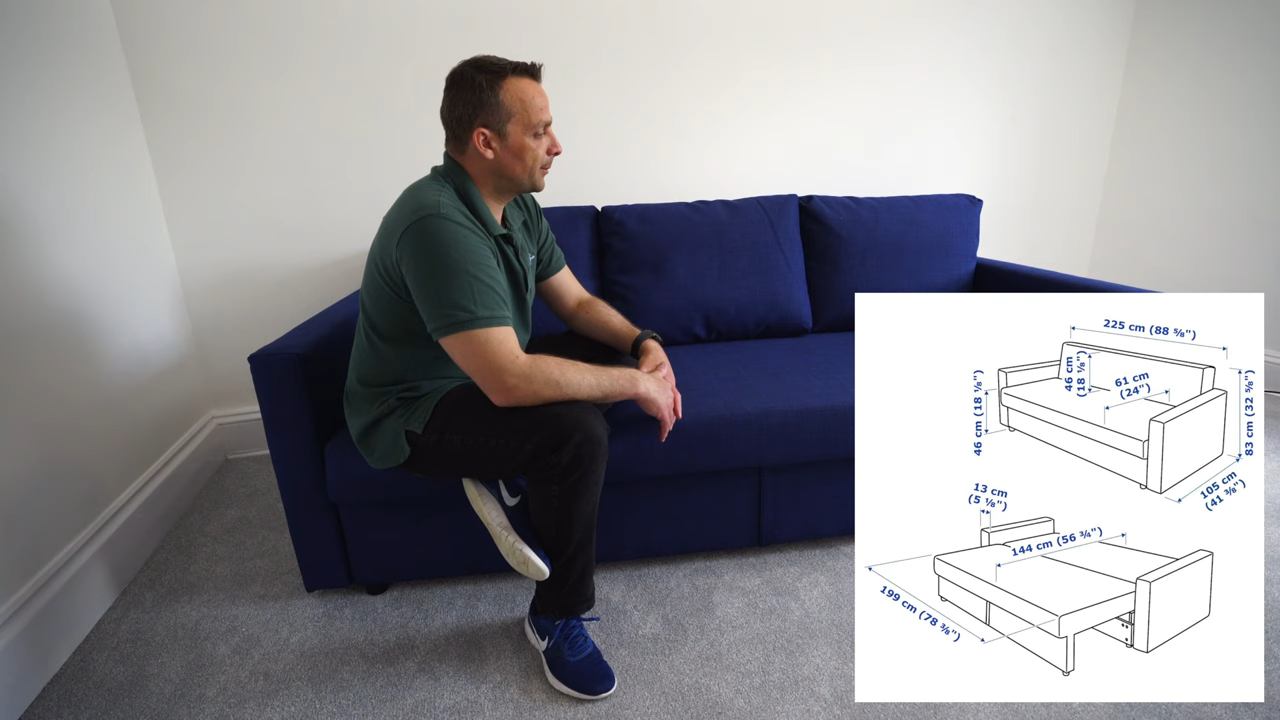 225 cm (88 ⁵⁄₈")
46 cm
(18 ¹⁄₈")
61 cm
(24")
46 cm (18 ¹⁄₈")
83 cm (32 ⁵⁄₈")
105 cm
(41 ³⁄₈")
13 cm
(5 ¹⁄₈")
144 cm (56 ³⁄₄")
199 cm (78 ³⁄₈")